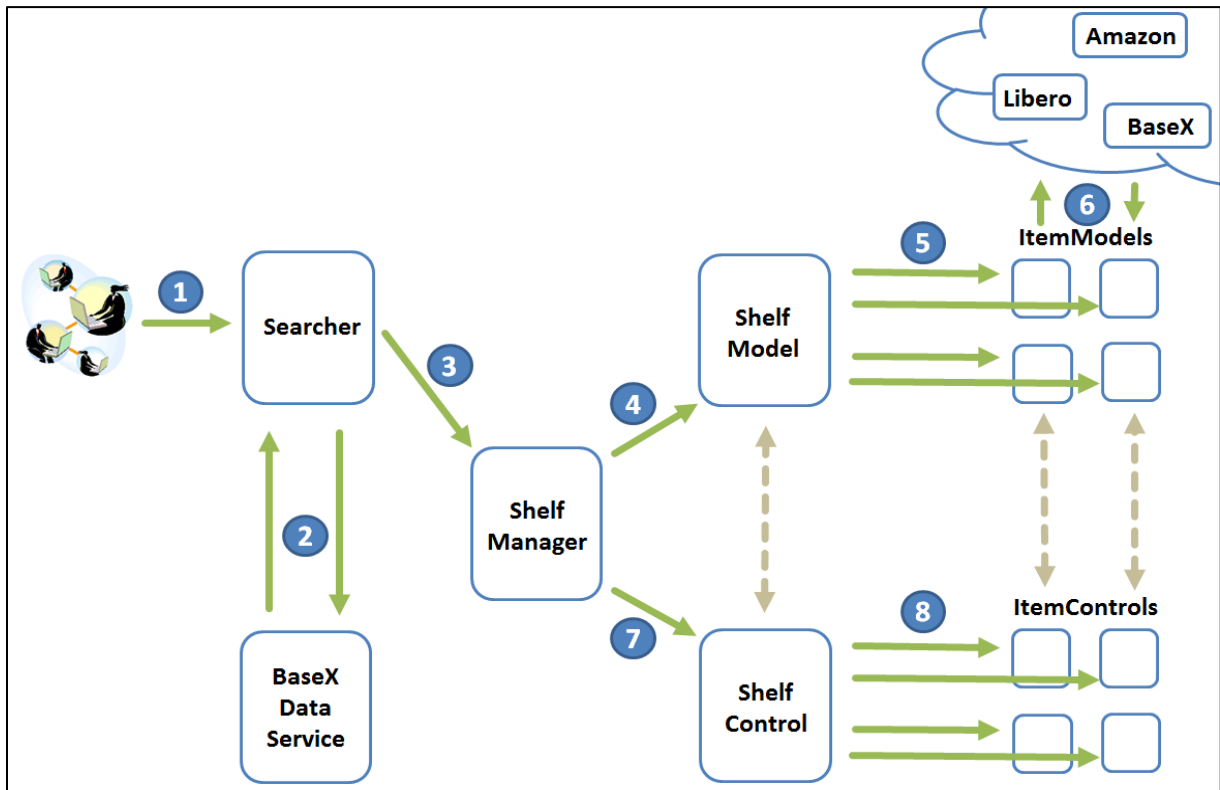 Amazon
Libero
BaseX
6
ItemModels
5
1
Searcher
Shelf
Model
3
4
2
Shelf
Manager
7
8
ItemControls
BaseX
Data
Service
Shelf
Control